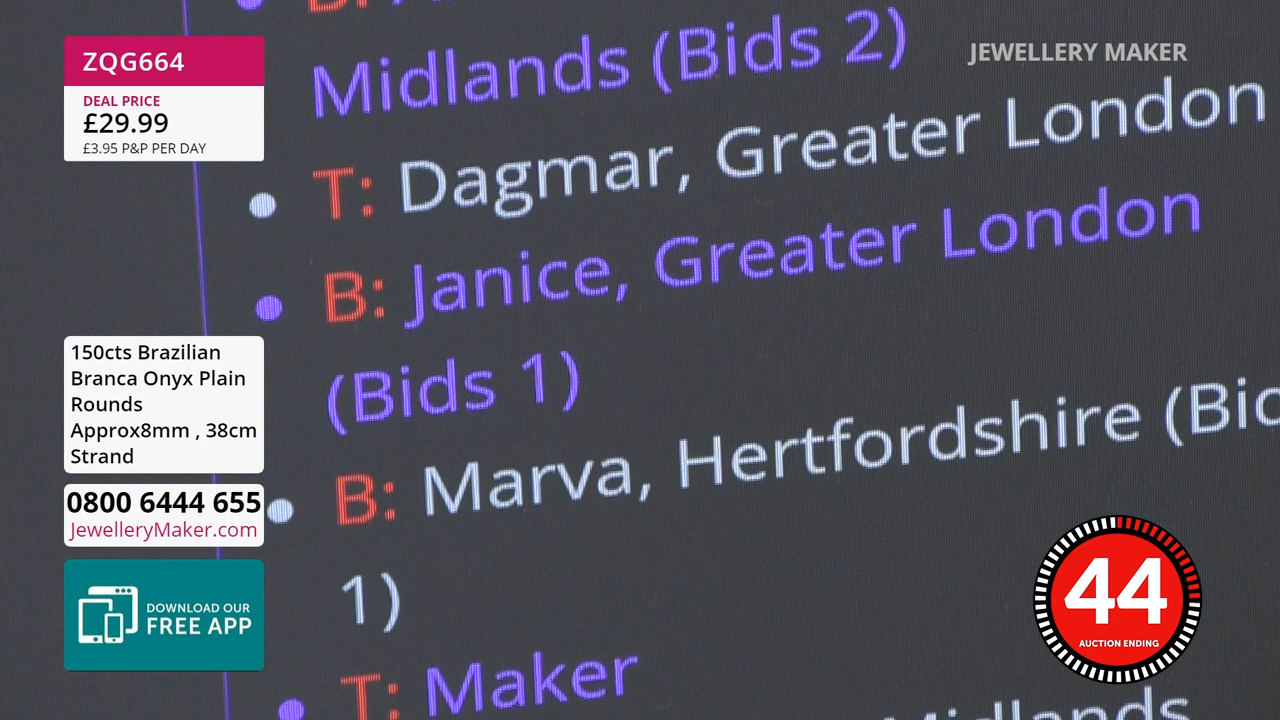 ZQG664
DEAL PRICE
£29.99
£3.95 P&P PER DAY
JEWELLERY MAKER
Midlands (Bids 2)
T: Dagmar, Greater London
B: Janice, Greater London
(Bids 1)
B: Marva, Hertfordshire
1)
T: Maker
Midlands
150cts Brazilian
Branca Onyx Plain
Rounds
Approx8mm , 38cm
Strand
0800 6444 655
JewelleryMaker.com
DOWNLOAD OUR
FREE APP
44
AUCTION ENDING